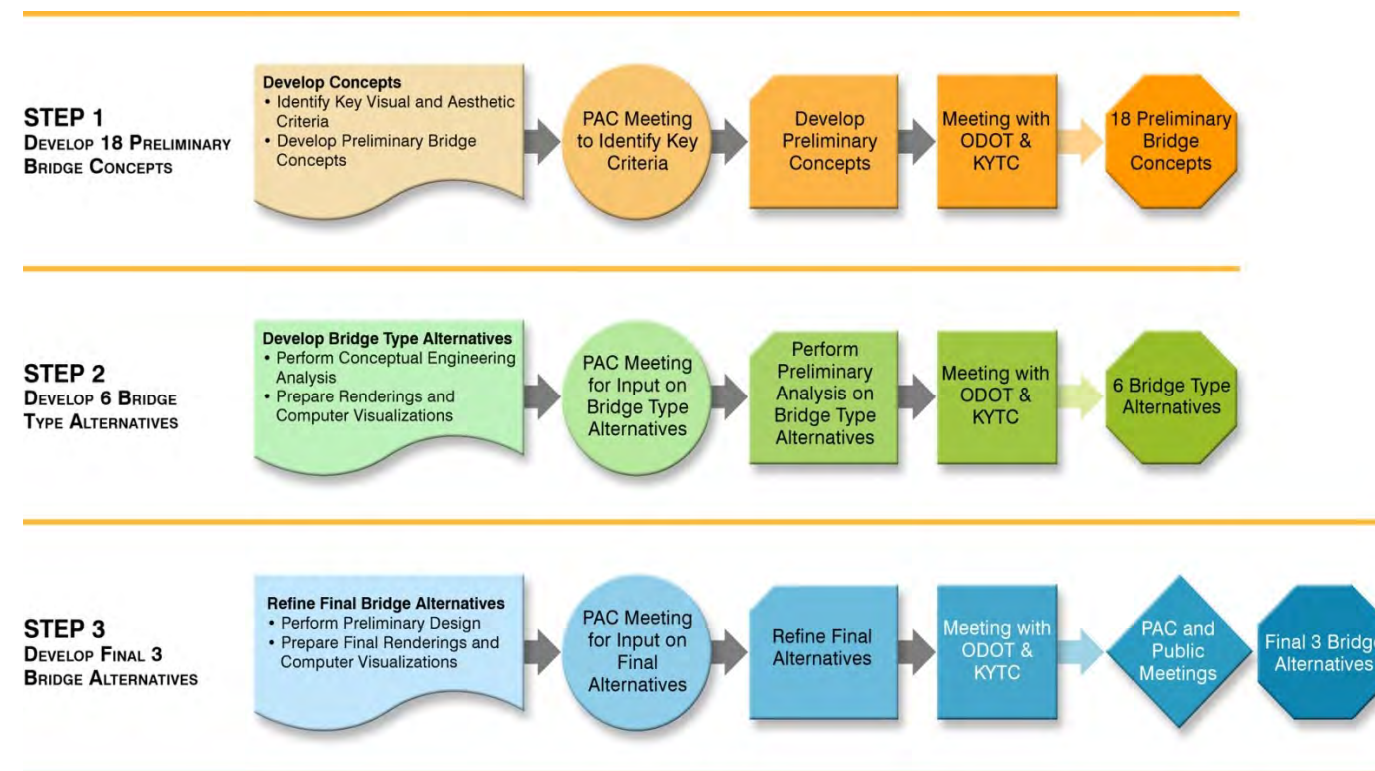 STEP 1
DEVELOP 18 PRELIMINARY
BRIDGE CONCEPTS
Develop Concepts
• Identify Key Visual and Aesthetic
Criteria
• Develop Preliminary Bridge
Concepts
PAC Meeting
to Identify Key
Criteria
Develop
Preliminary
Concepts
Meeting with
ODOT &
KYTC
18 Preliminary
Bridge
Concepts
STEP 2
DEVELOP 6 BRIDGE
TYPE ALTERNATIVES
Develop Bridge Type Alternatives
• Perform Conceptual Engineering
Analysis
• Prepare Renderings and
Computer Visualizations
PAC Meeting
for Input on
Bridge Type
Alternatives
Perform
Preliminary
Analysis on
Bridge Type
Alternatives
Meeting with
ODOT &
KYTC
6 Bridge Type
Alternatives
STEP 3
DEVELOP FINAL 3
BRIDGE ALTERNATIVES
Refine Final Bridge Alternatives
• Perform Preliminary Design
• Prepare Final Renderings and
Computer Visualizations
PAC Meeting
for Input on
Final
Alternatives
Refine Final
Alternatives
Meeting with
ODOT &
KYTC
PAC and
Public
Meetings
Final 3 Bridge
Alternatives